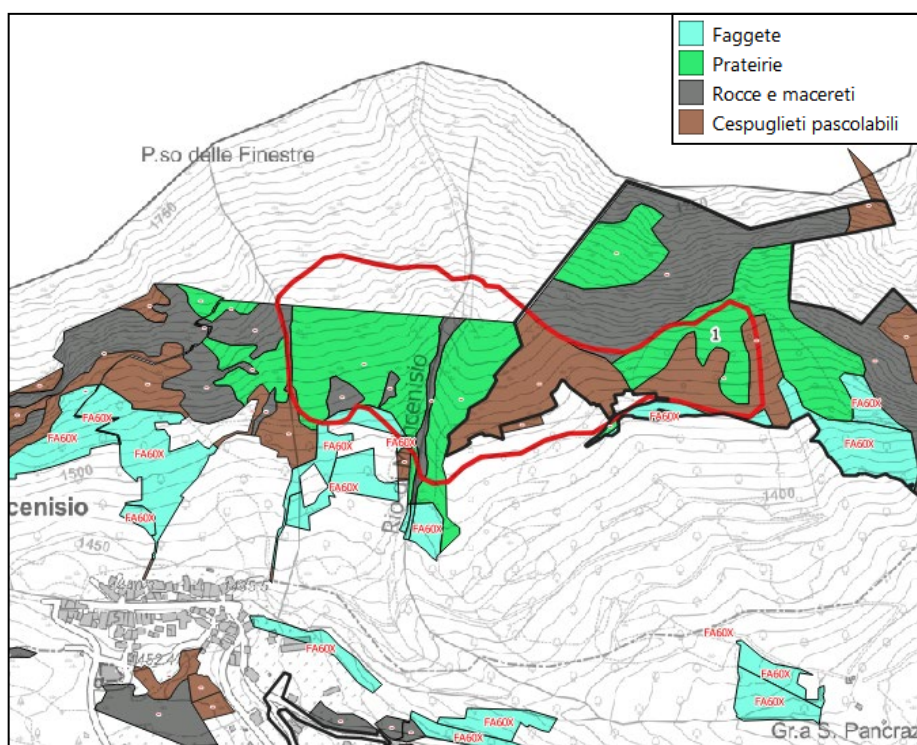 Faggete
Prateirie
Rocce e macereti
Cespuglieti pascolabili
P.so delle Finestre
1750
1
FA60X
FA60X
FA60X
FA60X
FA60X
FA60X
FA60X
1500
FA60X
1400
cenisio
FA60X
FA60X
1450
FA60X
FA60X
FA60X
FA60X
FA60X
FA60X
Gr.a S. Pancraz